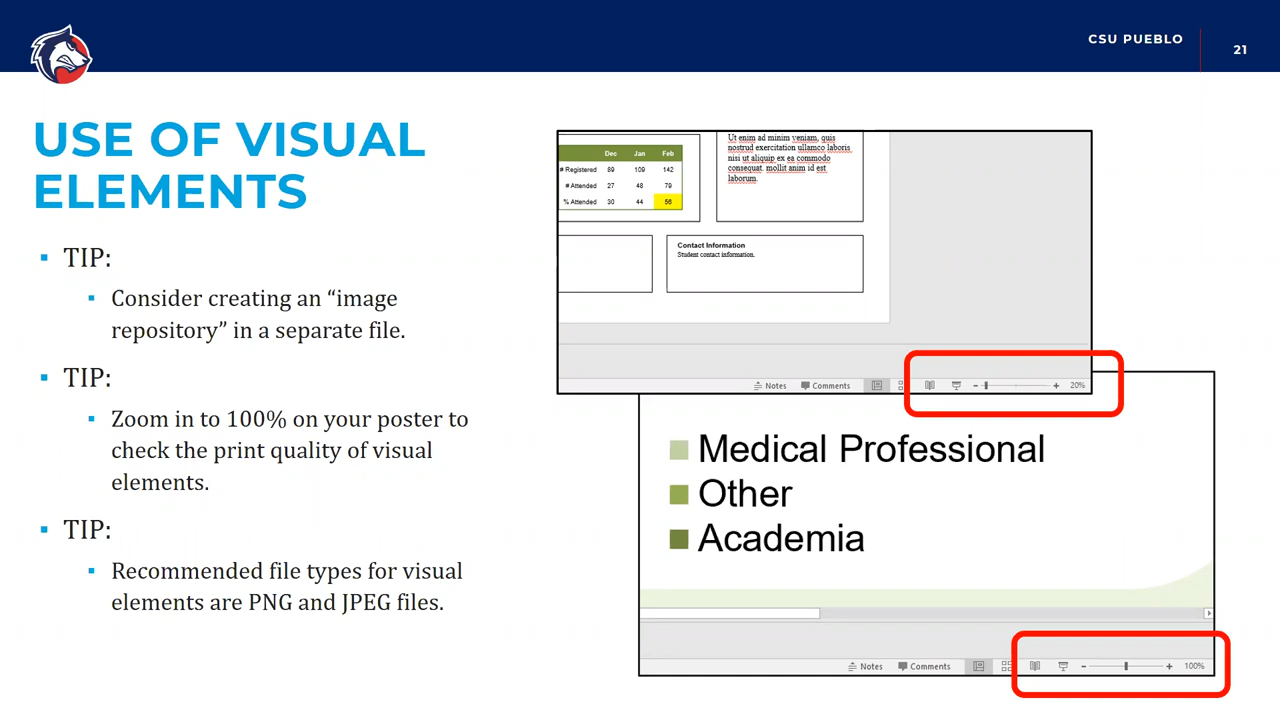 CSU PUEBLO
21
USE OF VISUAL
ELEMENTS
▪ TIP:
▪ Consider creating an “image
repository” in a separate file.
▪ TIP:
▪ Zoom in to 100% on your poster to
check the print quality of visual
elements.
▪ TIP:
▪ Recommended file types for visual
elements are PNG and JPEG files.
Dec Jan Feb
# Registered 89 109 142
# Attended 27 48 79
% Attended 30 44 56
Ut enim ad minim veniam, quis
nostrud exercitation ullamco laboris
nisi ut aliquip ex ea commodo
consequat. mollit anim id est
laborum.
Contact Information
Student contact information.
Notes Comments 20%
Medical Professional
Other
Academia
Notes Comments 100%